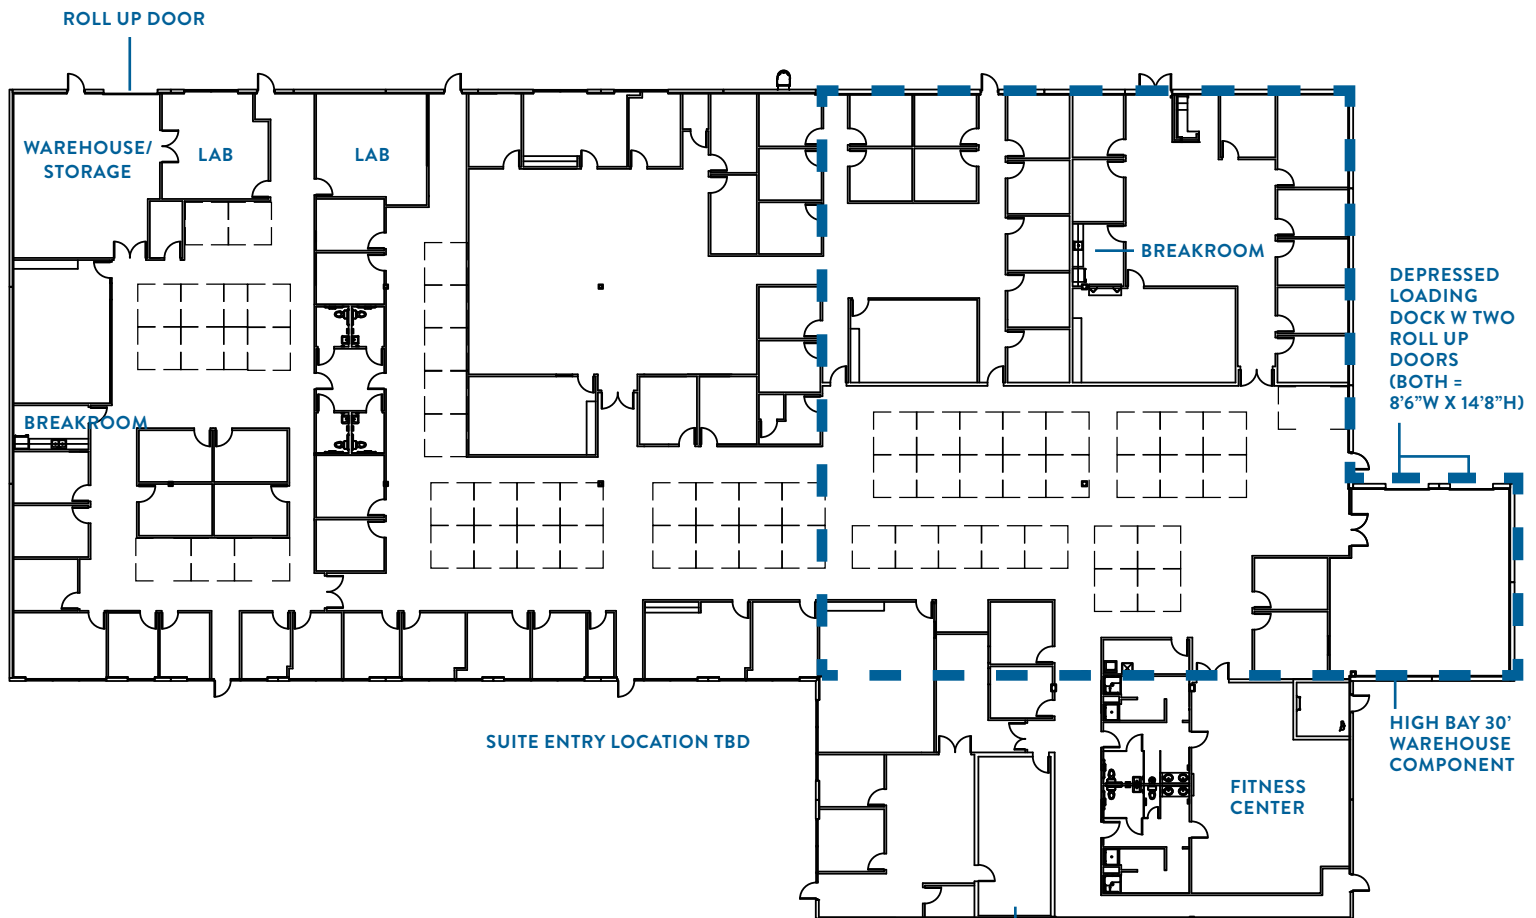 ROLL UP DOOR
WAREHOUSE/
STORAGE
LAB
LAB
BREAKROOM
DEPRESSED
LOADING
DOCK W TWO
ROLL UP
DOORS
(BOTH =
8’6”W X 14’8”H)
BREAKROOM
SUITE ENTRY LOCATION TBD
HIGH BAY 30’
WAREHOUSE
COMPONENT
FITNESS
CENTER